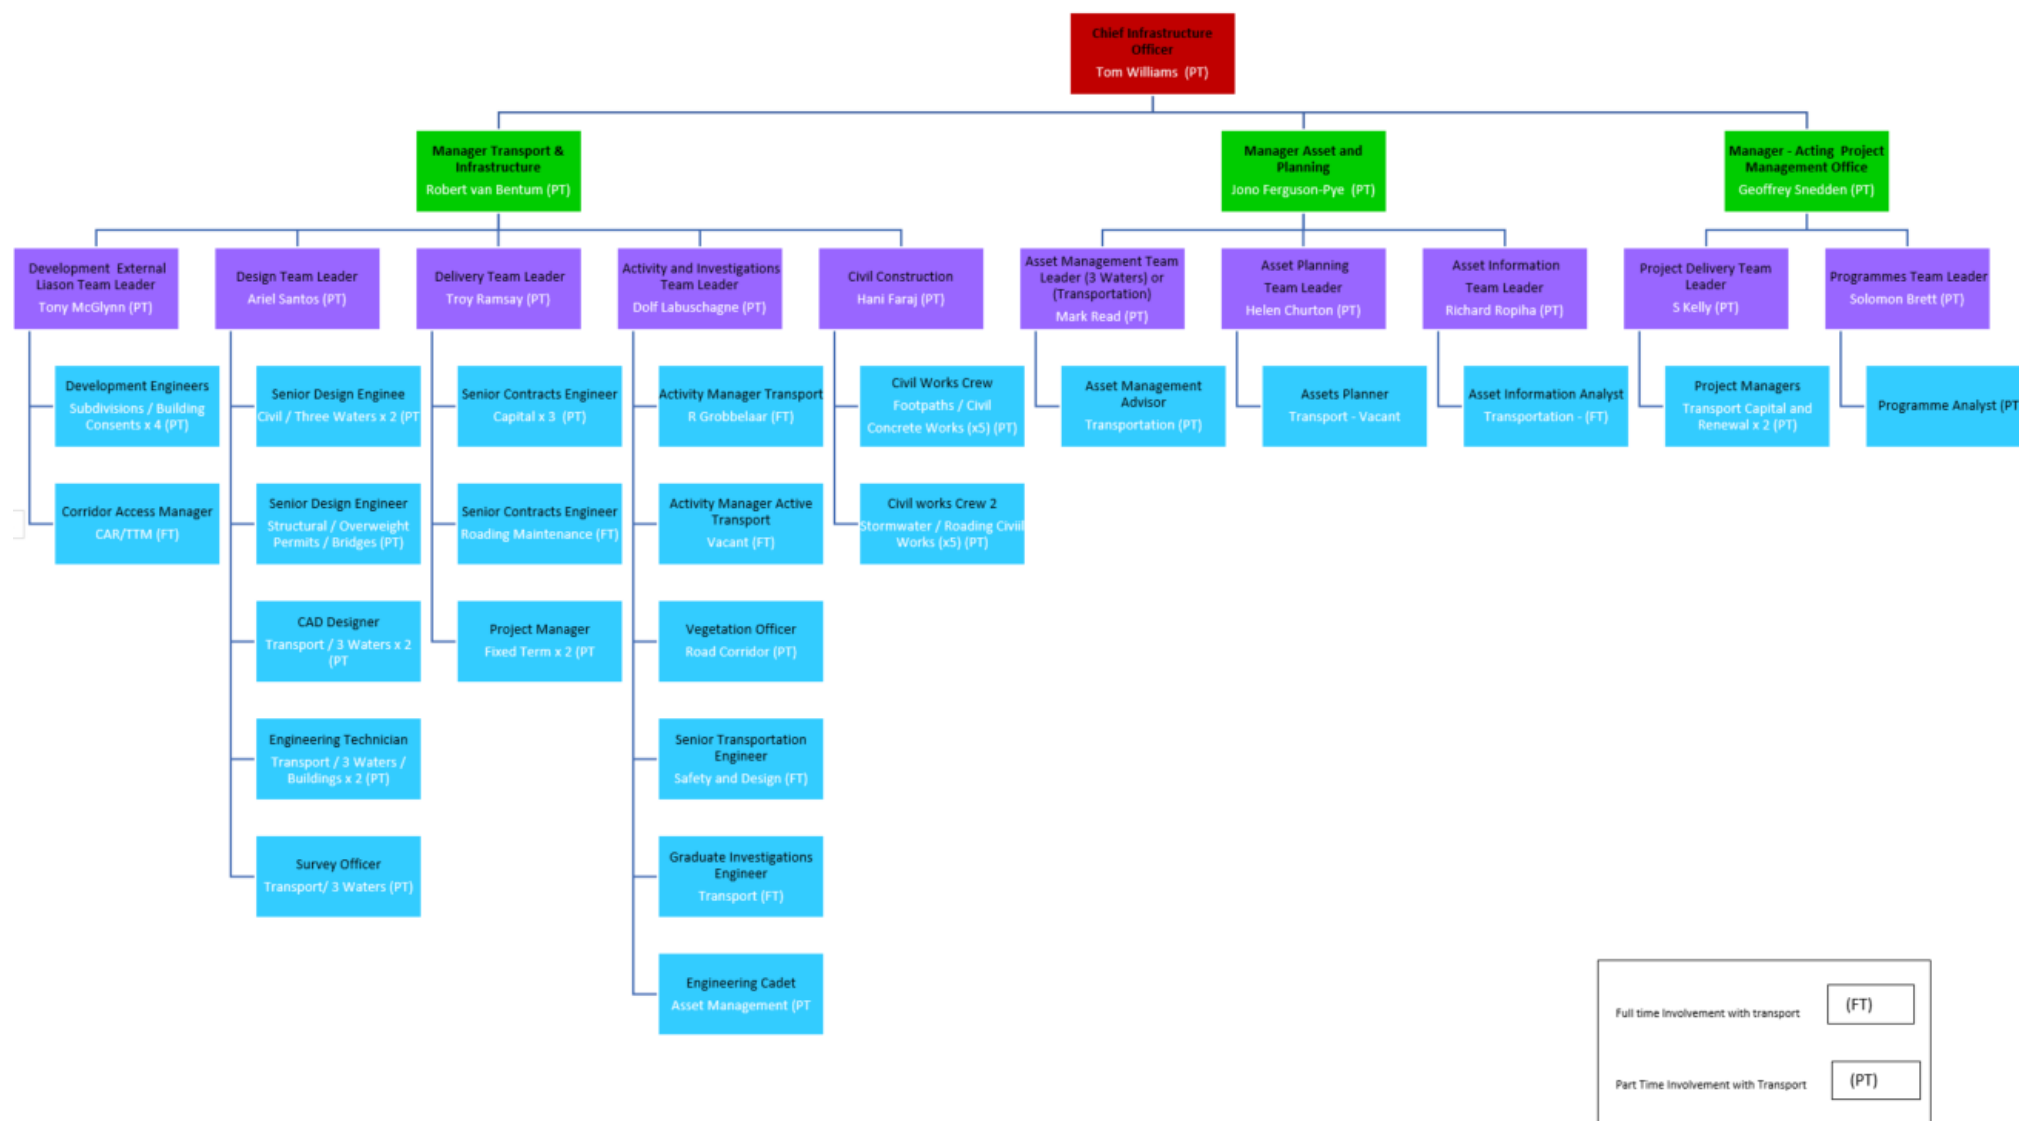 Chief Infrastructure
Officer
Tom Williams (PT)
Manager Transport &
Infrastructure
Robert van Bentum (PT)
Manager Asset and
Planning
Jono Ferguson-Pye (PT)
Manager - Acting Project
Management Office
Geoffrey Snedden (PT)
Development External
Liason Team Leader
Tony McGlynn (PT)
Design Team Leader
Ariel Santos (PT)
Delivery Team Leader
Troy Ramsay (PT)
Activity and Investigations
Team Leader
Dolf Labuschagne (PT)
Civil Construction
Hani Faraj (PT)
Asset Management Team
Leader (3 Waters) or
(Transportation)
Mark Read (PT)
Asset Planning
Team Leader
Helen Churton (PT)
Asset Information
Team Leader
Richard Ropiha (PT)
Project Delivery Team
Leader
S Kelly (PT)
Programmes Team Leader
Solomon Brett (PT)
Development Engineers
Subdivisions / Building
Consents x 4 (PT)
Senior Design Enginee
Civil / Three Waters x 2 (PT
Senior Contracts Engineer
Capital x 3 (PT)
Activity Manager Transport
R Grobbelaar (FT)
Civil Works Crew
Footpaths / Civil
Concrete Works (x5) (PT)
Asset Management
Advisor
Transportation (PT)
Assets Planner
Transport - Vacant
Asset Information Analyst
Transportation - (FT)
Project Managers
Transport Capital and
Renewal x 2 (PT)
Programme Analyst (PT
Corridor Access Manager
CAR/TTM (FT)
Senior Design Engineer
Structural / Overweight
Permits / Bridges (PT)
Senior Contracts Engineer
Roading Maintenance (FT)
Activity Manager Active
Transport
Vacant (FT)
Civil works Crew 2
Stormwater / Roading Civiil
Works (x5) (PT)
CAD Designer
Transport / 3 Waters x 2
(PT
Project Manager
Fixed Term x 2 (PT
Vegetation Officer
Road Corridor (PT)
Engineering Technician
Transport / 3 Waters /
Buildings x 2 (PT)
Senior Transportation
Engineer
Safety and Design (FT)
Survey Officer
Transport/ 3 Waters (PT)
Graduate Investigations
Engineer
Transport (FT)
Engineering Cadet
Asset Management (PT
Full time Involvement with transport
(FT)
Part Time Involvement with Transport
(PT)